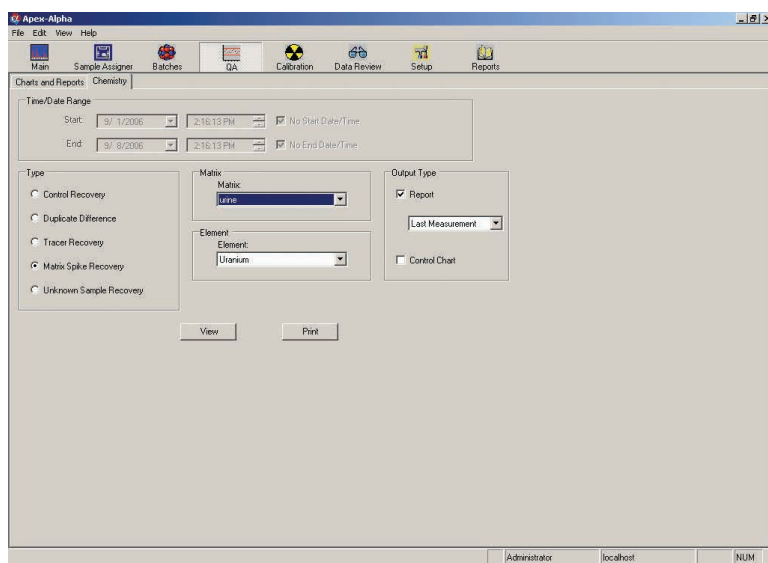 Apex-Alpha
File Edit View Help
Main Sample Assigner Batches QA Calibration Data Review Setup Reports
Charts and Reports Chemistry
Time/Date Range
Start: 9/ 1/2006 2:16:13 PM No Start Date/Time
End: 9/ 8/2006 2:16:13 PM No End Date/Time
Type
Control Recovery
Duplicate Difference
Tracer Recovery
Matrix Spike Recovery
Unknown Sample Recovery
Matrix
Matrix:
urine
Element
Element:
Uranium
Output Type
Report
Last Measurement
Control Chart
View Print
Administrator localhost NUM